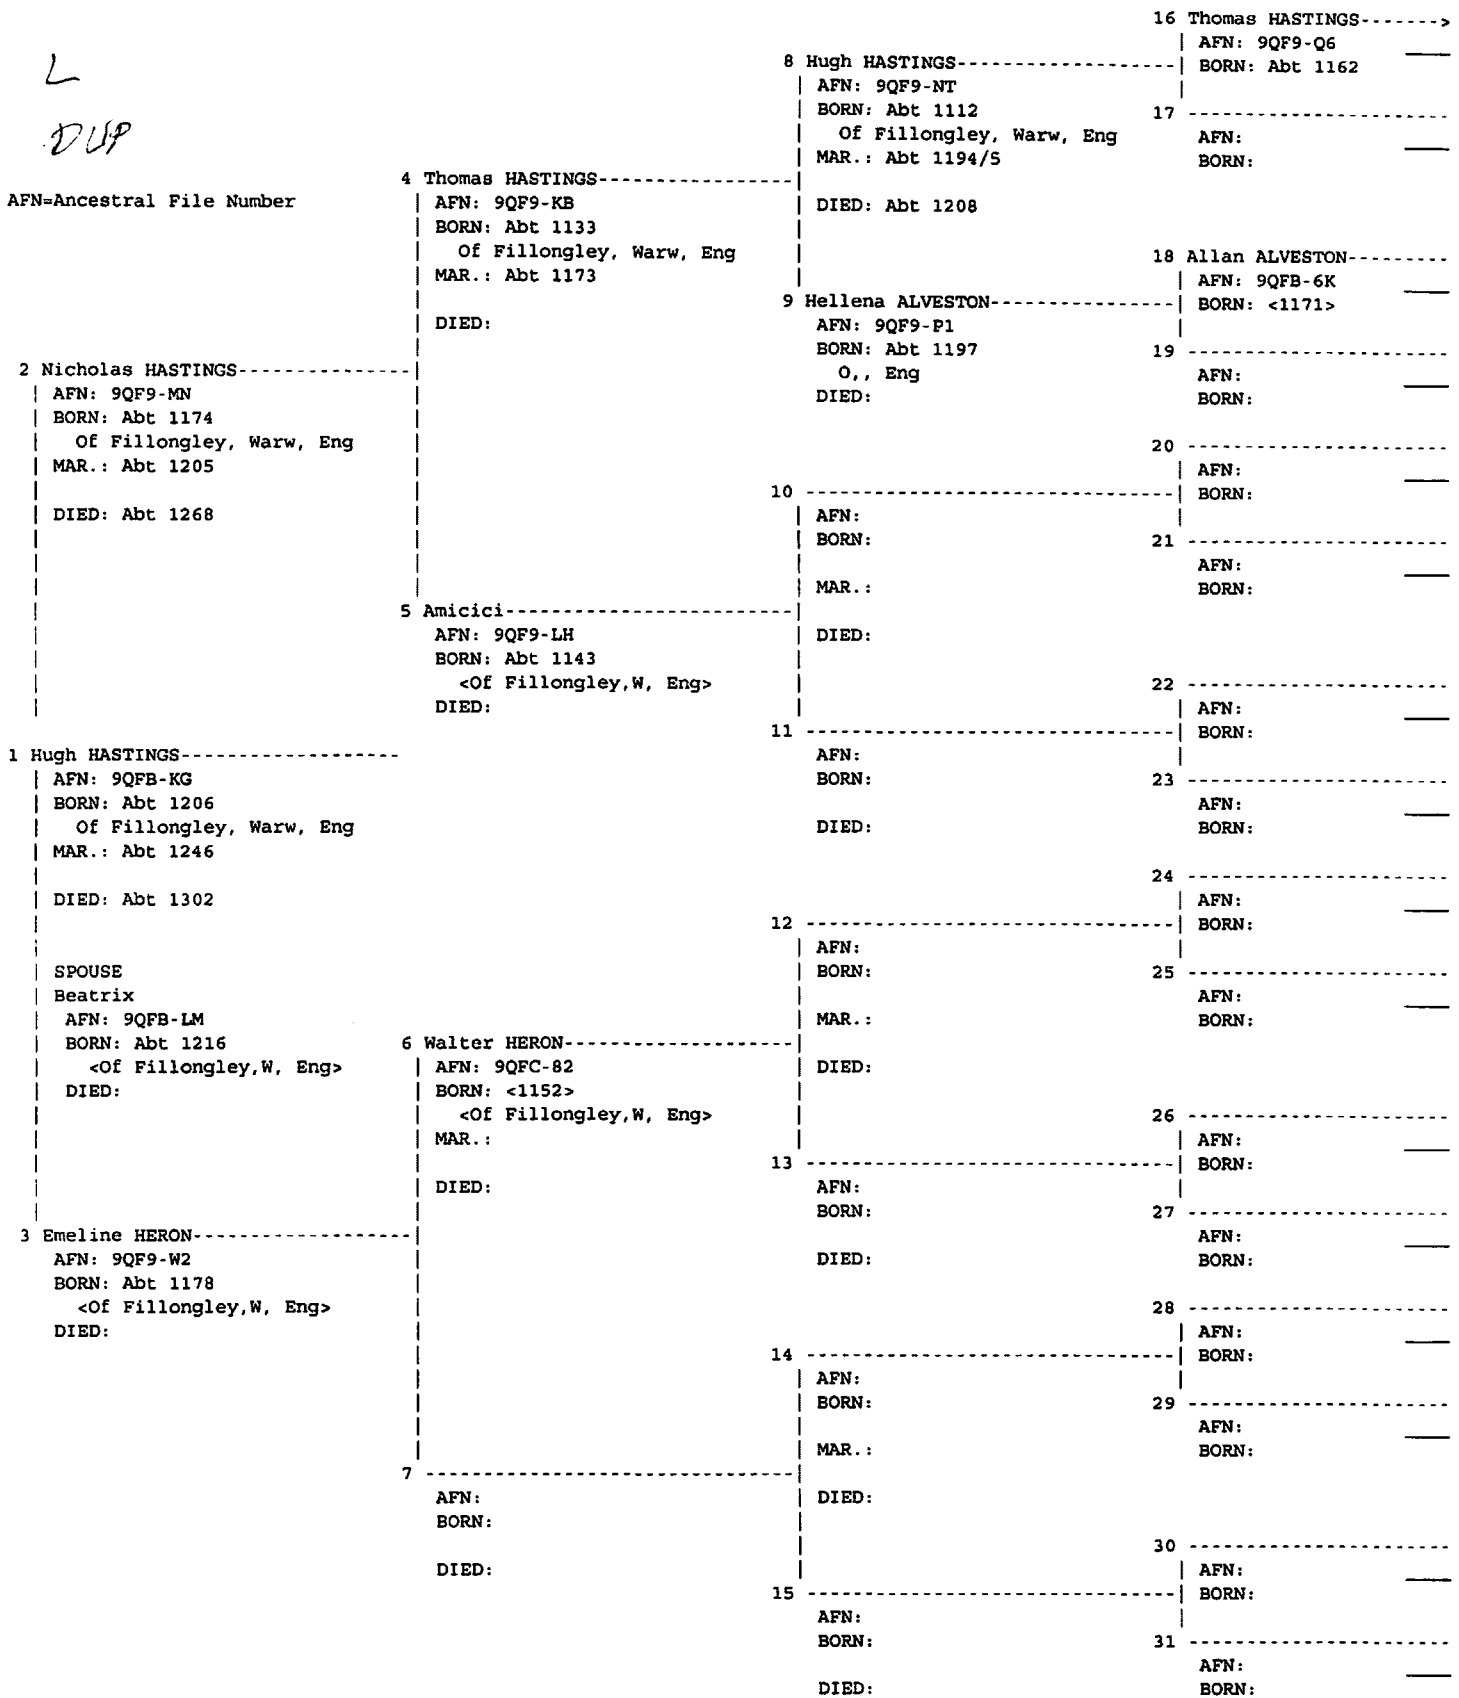 L
DUP
AFN=Ancestral File Number
1 Hugh HASTINGS
AFN: 9QFB-KG
BORN: Abt 1206
Of Fillongley, Warw, Eng
MAR.: Abt 1246
DIED: Abt 1302
SPOUSE
Beatrix
AFN: 9QFB-LM
BORN: Abt 1216
<Of Fillongley,W, Eng>
DIED:
2 Nicholas HASTINGS
AFN: 9QF9-MN
BORN: Abt 1174
Of Fillongley, Warw, Eng
MAR.: Abt 1205
DIED: Abt 1268
3 Emeline HERON
AFN: 9QF9-W2
BORN: Abt 1178
<Of Fillongley,W, Eng>
DIED:
4 Thomas HASTINGS
AFN: 9QF9-KB
BORN: Abt 1133
Of Fillongley, Warw, Eng
MAR.: Abt 1173
DIED:
5 Amicici
AFN: 9QF9-LH
BORN: Abt 1143
<Of Fillongley,W, Eng>
DIED:
6 Walter HERON
AFN: 9QFC-82
BORN: <1152>
<Of Fillongley,W, Eng>
MAR.:
DIED:
7
AFN:
BORN:
DIED:
8 Hugh HASTINGS
AFN: 9QF9-NT
BORN: Abt 1112
Of Fillongley, Warw, Eng
MAR.: Abt 1194/5
DIED: Abt 1208
9 Hellena ALVESTON
AFN: 9QF9-P1
BORN: Abt 1197
O,, Eng
DIED:
10
AFN:
BORN:
MAR.:
DIED:
11
AFN:
BORN:
DIED:
12
AFN:
BORN:
MAR.:
DIED:
13
AFN:
BORN:
DIED:
14
AFN:
BORN:
MAR.:
DIED:
15
AFN:
BORN:
DIED:
16 Thomas HASTINGS------->
AFN: 9QF9-Q6
BORN: Abt 1162
17
AFN:
BORN:
18 Allan ALVESTON
AFN: 9QFB-6K
BORN: <1171>
19
AFN:
BORN:
20
AFN:
BORN:
21
AFN:
BORN:
22
AFN:
BORN:
23
AFN:
BORN:
24
AFN:
BORN:
25
AFN:
BORN:
26
AFN:
BORN:
27
AFN:
BORN:
28
AFN:
BORN:
29
AFN:
BORN:
30
AFN:
BORN:
31
AFN:
BORN: